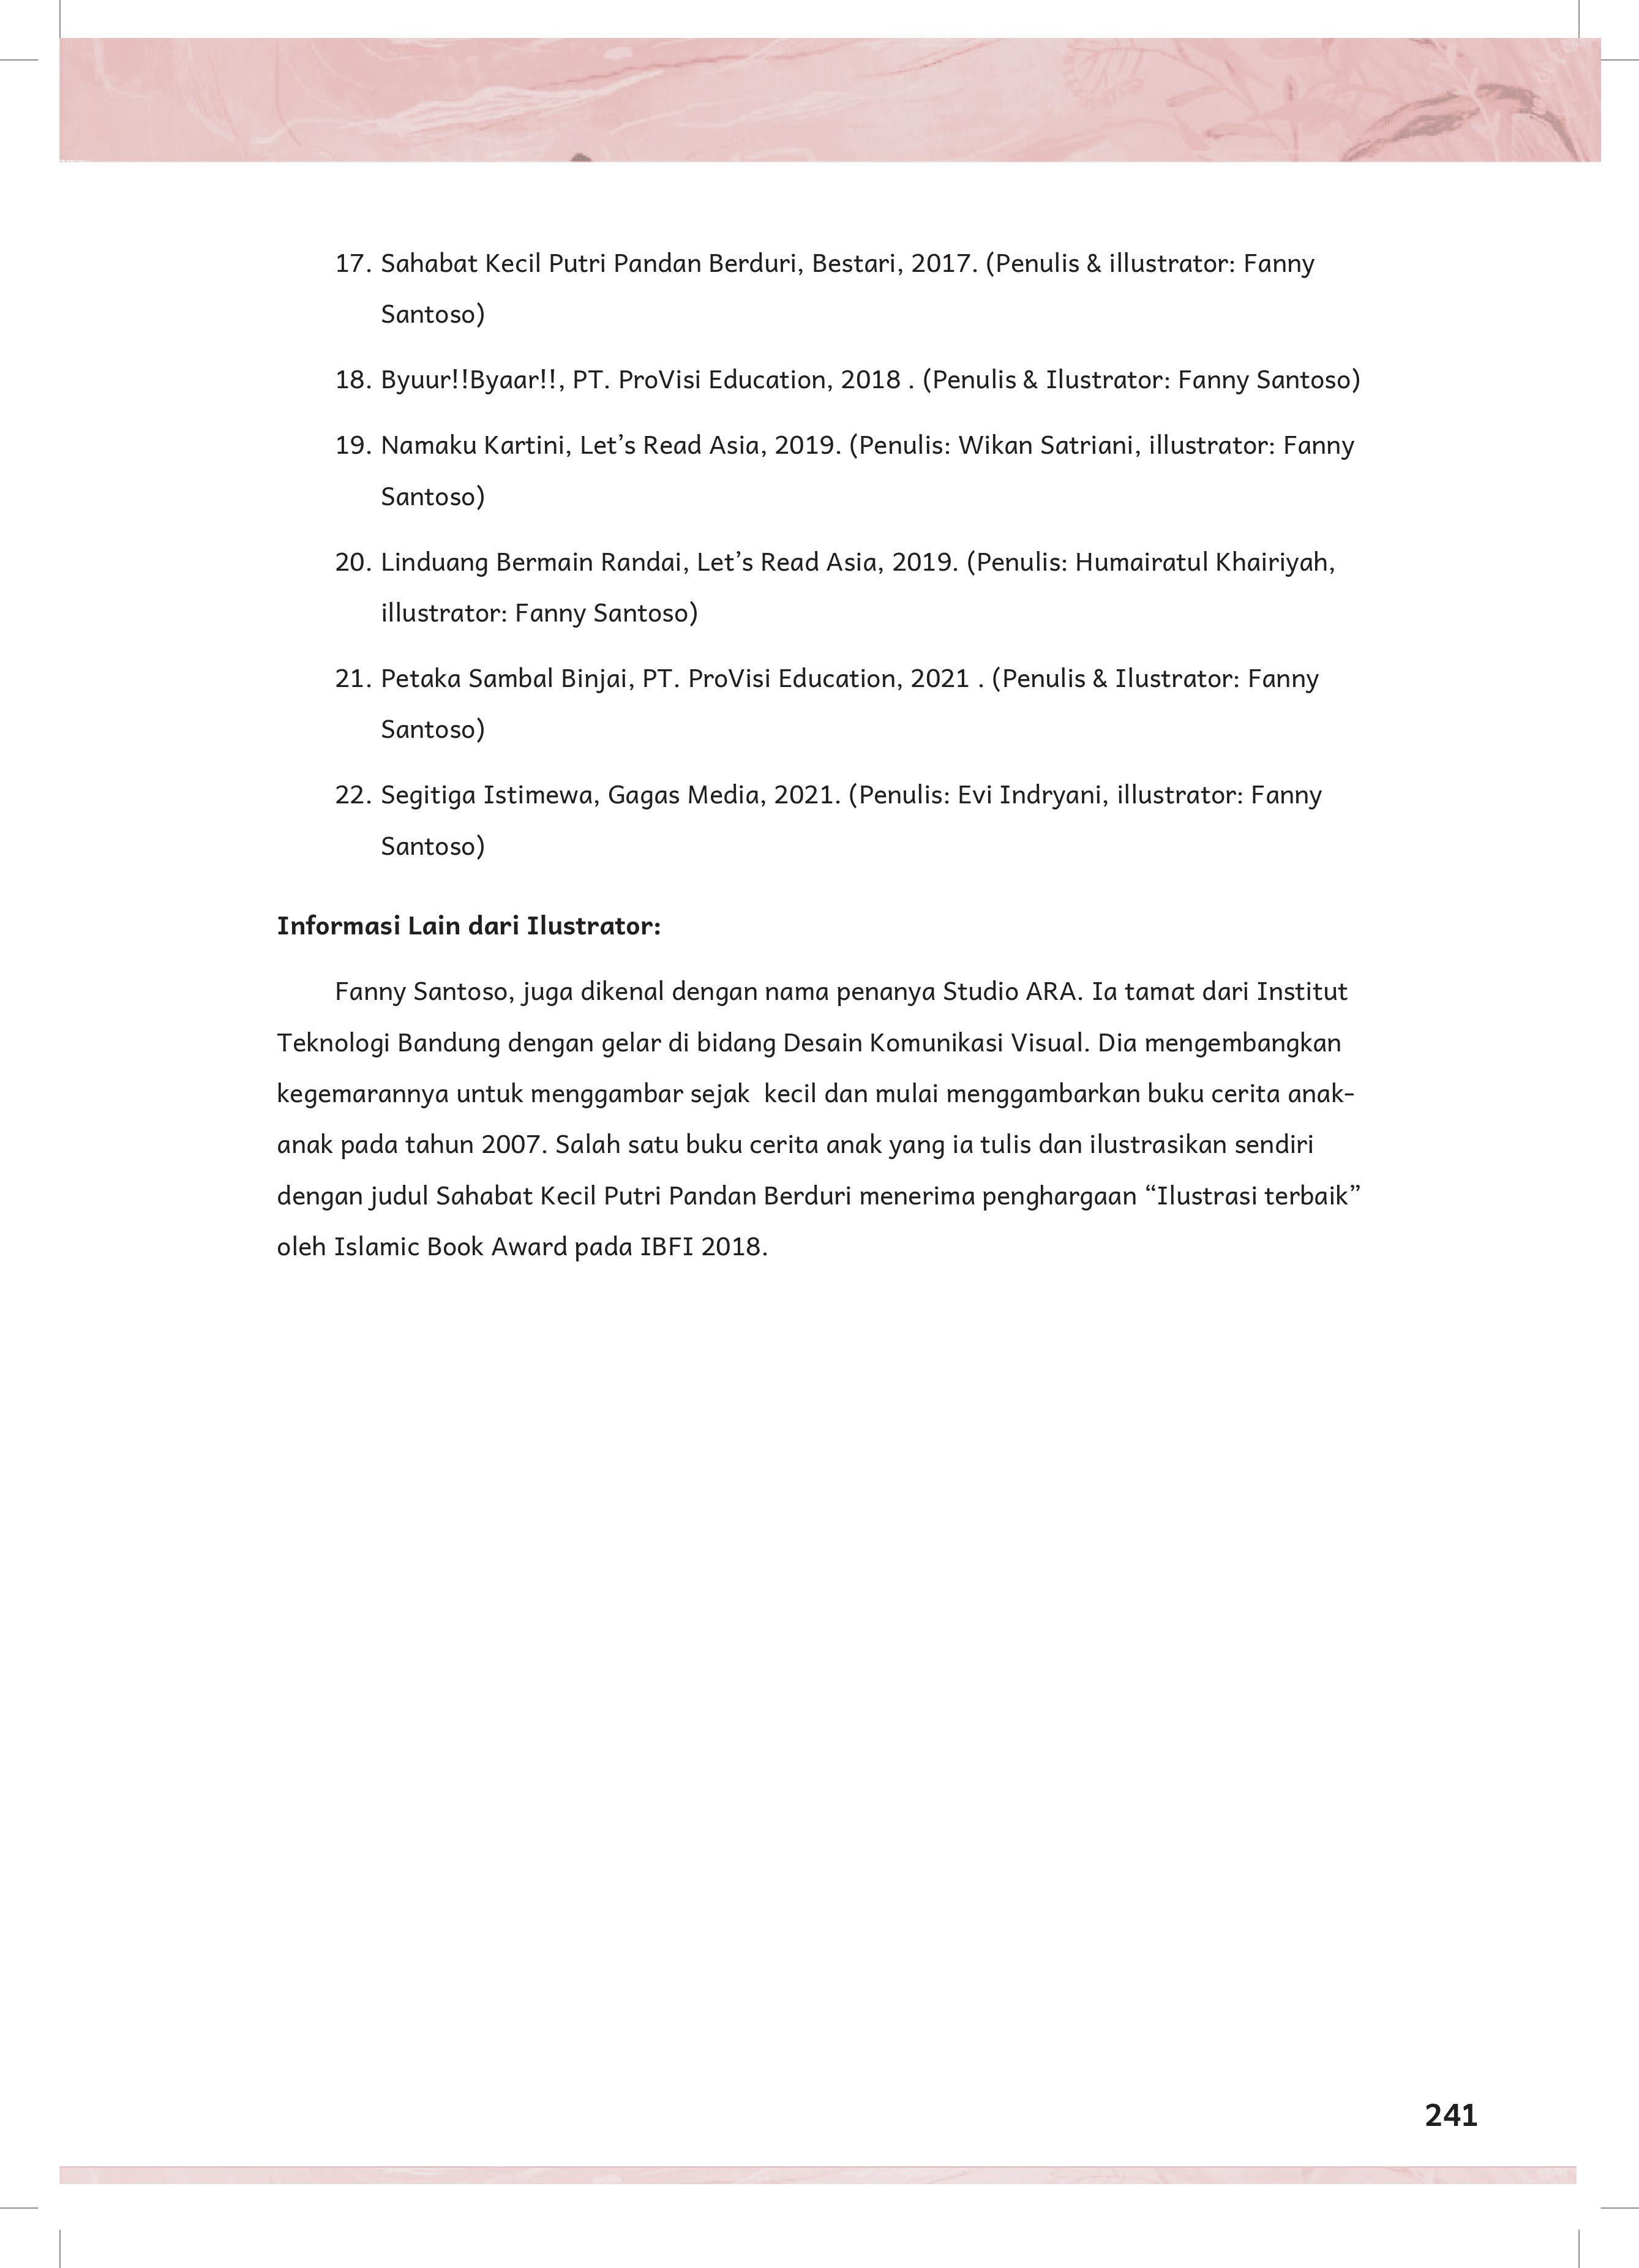 17. Sahabat Kecil Putri Pandan Berduri, Bestari, 2017. (Penulis & illustrator: Fanny
Santoso)
18. Byuur!!Byaar!!, PT. ProVisi Education, 2018 . (Penulis & Ilustrator: Fanny Santoso)
19. Namaku Kartini, Let’s Read Asia, 2019. (Penulis: Wikan Satriani, illustrator: Fanny
Santoso)
20. Linduang Bermain Randai, Let’s Read Asia, 2019. (Penulis: Humairatul Khairiyah,
illustrator: Fanny Santoso)
21. Petaka Sambal Binjai, PT. ProVisi Education, 2021 . (Penulis & Ilustrator: Fanny
Santoso)
22. Segitiga Istimewa, Gagas Media, 2021. (Penulis: Evi Indryani, illustrator: Fanny
Santoso)
Informasi Lain dari Ilustrator:
Fanny Santoso, juga dikenal dengan nama penanya Studio ARA. Ia tamat dari Institut
Teknologi Bandung dengan gelar di bidang Desain Komunikasi Visual. Dia mengembangkan
kegemarannya untuk menggambar sejak  kecil dan mulai menggambarkan buku cerita anak-
anak pada tahun 2007. Salah satu buku cerita anak yang ia tulis dan ilustrasikan sendiri
dengan judul Sahabat Kecil Putri Pandan Berduri menerima penghargaan “Ilustrasi terbaik”
oleh Islamic Book Award pada IBFI 2018.
241